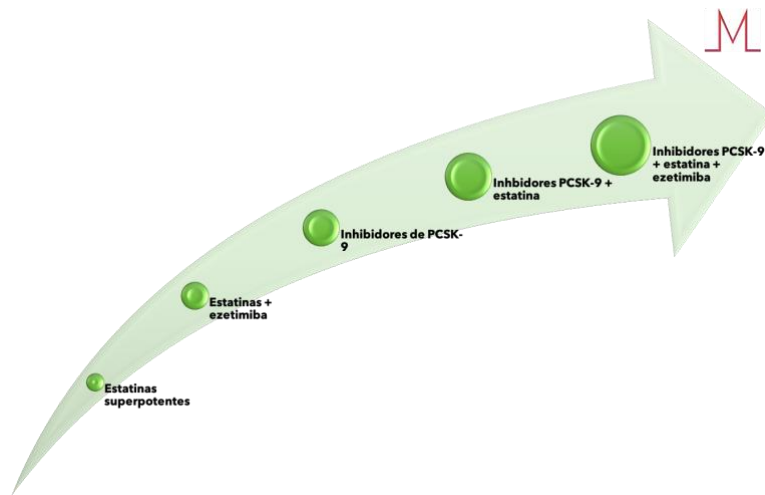 M
Inhibidores PCSK-9
+ estatina +
ezetimiba
Inhbidores PCSK-9 +
estatina
Inhibidores de PCSK-
9
Estatinas +
ezetimiba
Estatinas
superpotentes